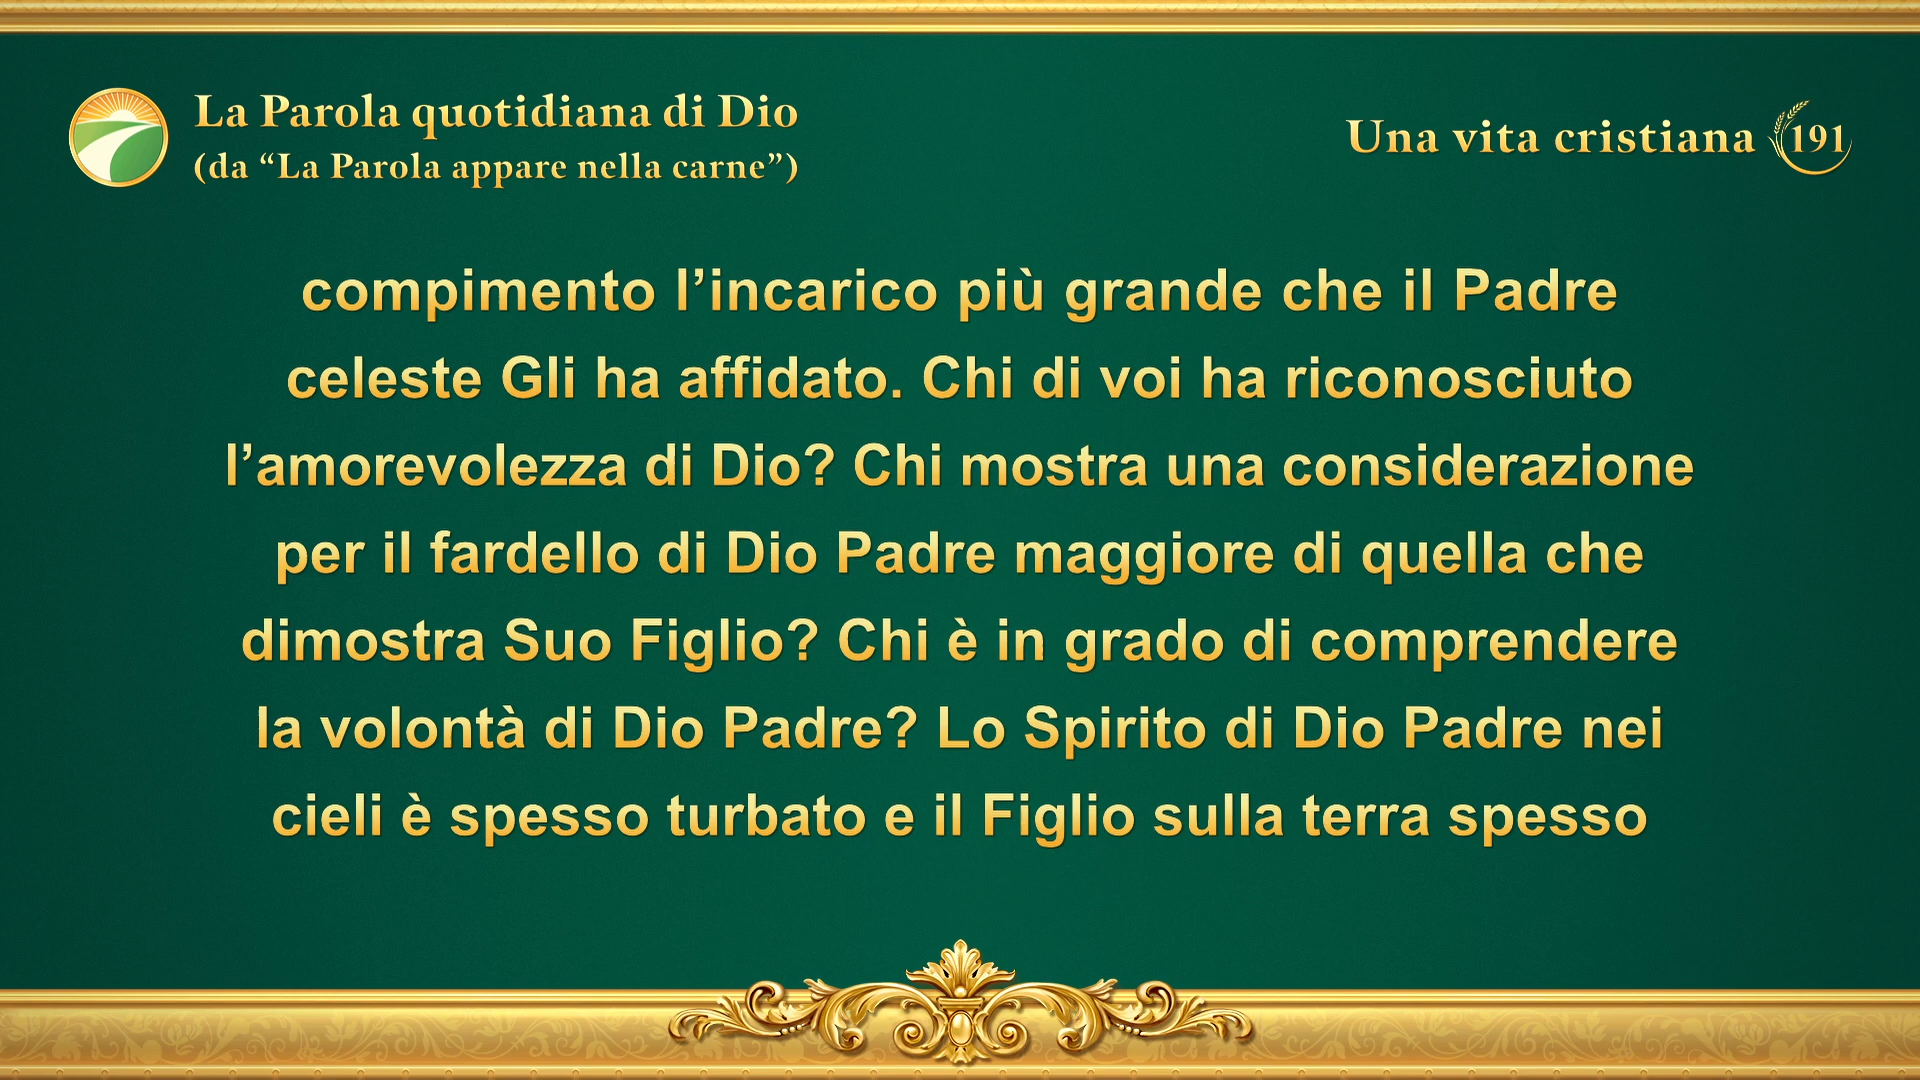 La Parola quotidiana di Dio
(da “La Parola appare nella carne”)
Una vita cristiana 191
compimento l’incarico più grande che il Padre
celeste Gli ha affidato. Chi di voi ha riconosciuto
l’amorevolezza di Dio? Chi mostra una considerazione
per il fardello di Dio Padre maggiore di quella che
dimostra Suo Figlio? Chi è in grado di comprendere
la volontà di Dio Padre? Lo Spirito di Dio Padre nei
cieli è spesso turbato e il Figlio sulla terra spesso